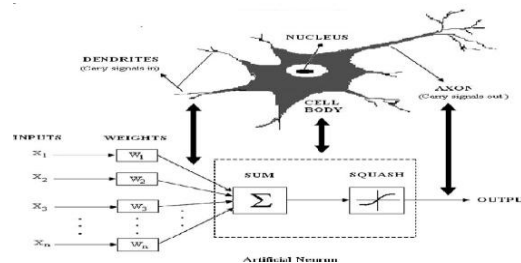 NUCLEUS
DENDRITES
(Carry signals in)
AXON
(Carry signals out)
CELL
BODY
INPUTS WEIGHTS
SUM SQUASH
X1 W1
X2 W2
X3 W3
Σ
OUTPU
Xn Wn
Artificial Neuron